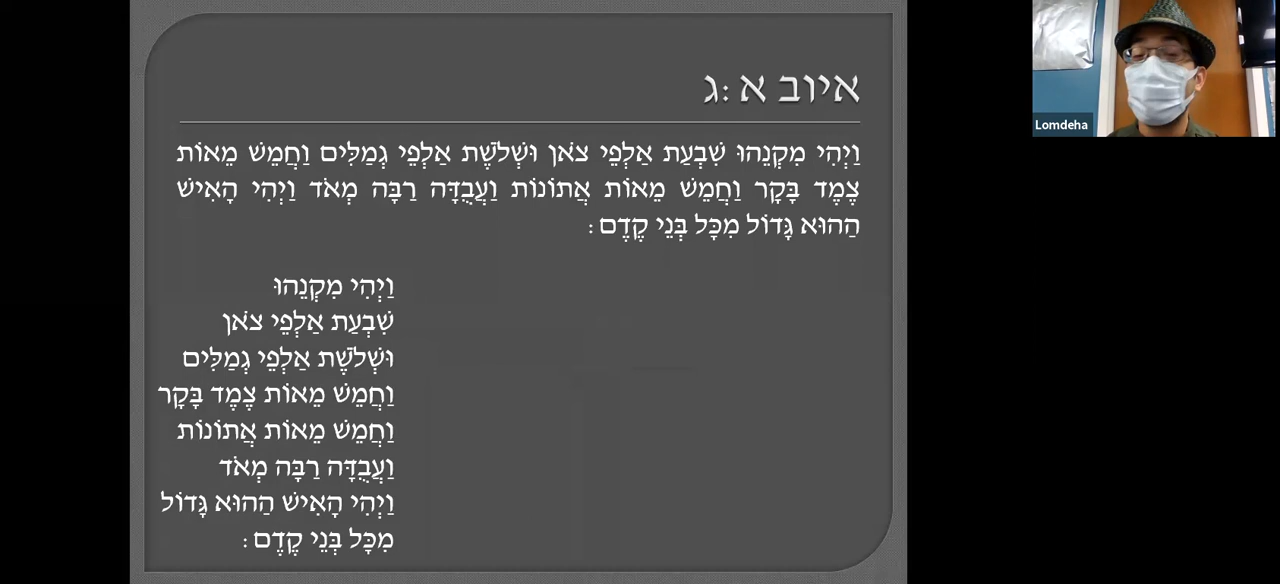 איוב א :ג
וַיְהִי מִקְנֵהוּ שִׁבְעַת אַלְפֵי צֹאן וּשְׁלֹשֶׁת אַלְפֵי גְמַלִּים וַחֲמֵשׁ מֵאוֹת
צֶמֶד בָּקָר וַחֲמֵשׁ מֵאוֹת אֲתוֹנוֹת וַעֲבֻדָּה רַבָּה מְאֹד וַיְהִי הָאִישׁ
הַהוּא גָּדוֹל מִכָּל בְּנֵי קֶדֶם :
וַיְהִי מִקְנֵהוּ
שִׁבְעַת אַלְפֵי צֹאן
וּשְׁלֹשֶׁת אַלְפֵי גְמַלִּים
וַחֲמֵשׁ מֵאוֹת צֶמֶד בָּקָר
וַחֲמֵשׁ מֵאוֹת אֲתוֹנוֹת
וַעֲבֻדָּה רַבָּה מְאֹד
וַיְהִי הָאִישׁ הַהוּא גָּדוֹל
מִכָּל בְּנֵי קֶדֶם :
Lomdeha